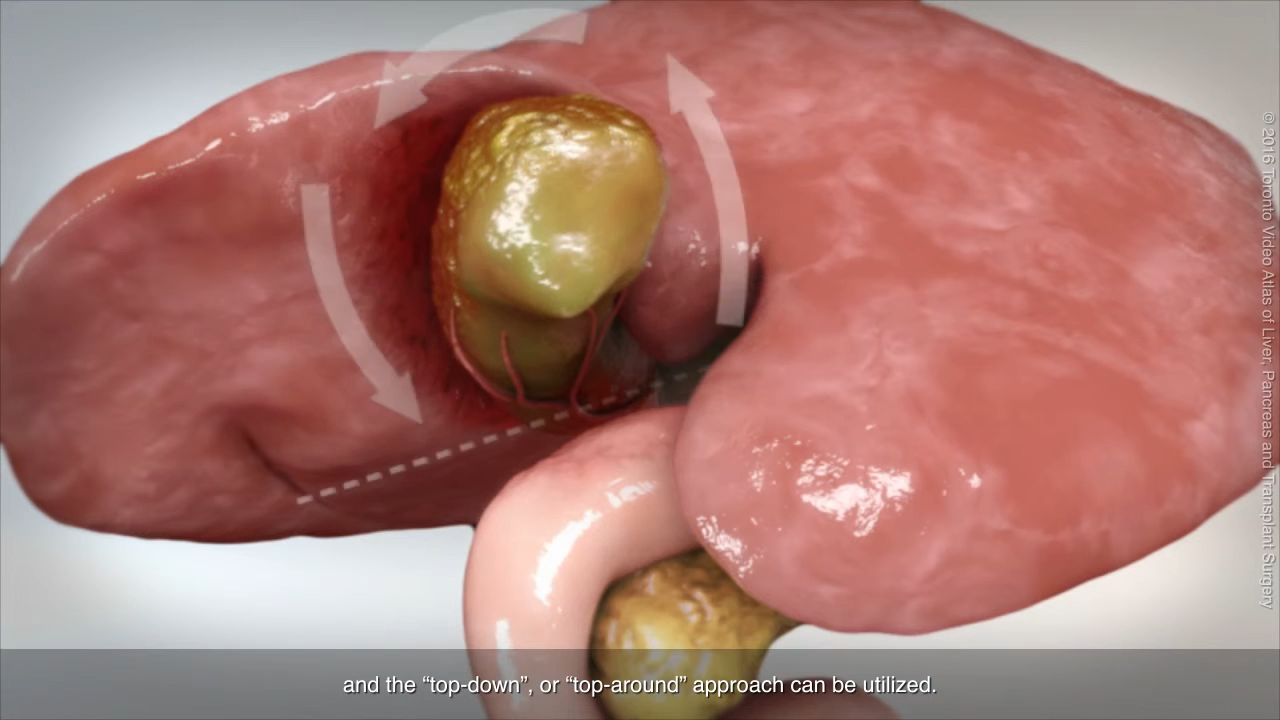 © 2016 Toronto Video Atlas of Liver, Pancreas and Transplant Surgery
and the “top-down”, or “top-around” approach can be utilized.